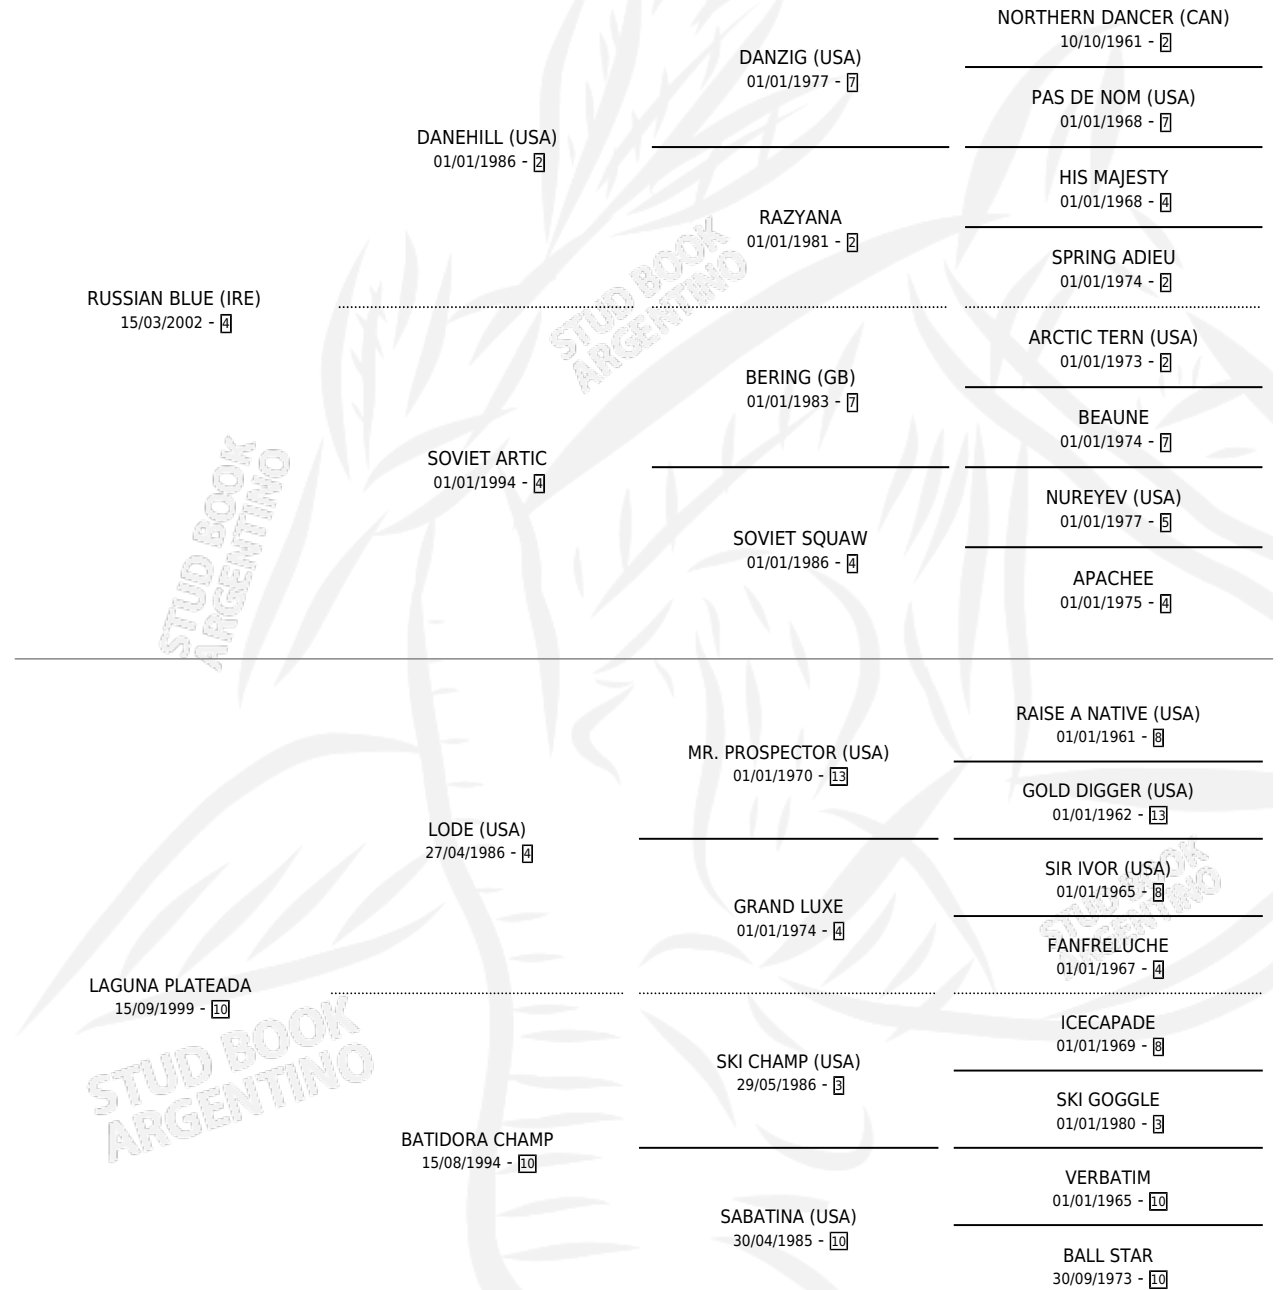 NORTHERN DANCER (CAN)
10/10/1961 - 2
DANZIG (USA)
01/01/1977 - 7
PAS DE NOM (USA)
01/01/1968 - 7
DANEHILL (USA)
01/01/1986 - 2
HIS MAJESTY
01/01/1968 - 4
RAZYANA
01/01/1981 - 2
SPRING ADIEU
01/01/1974 - 2
RUSSIAN BLUE (IRE)
15/03/2002 - 4
ARCTIC TERN (USA)
01/01/1973 - 2
BERING (GB)
01/01/1983 - 7
BEAUNE
01/01/1974 - 7
SOVIET ARTIC
01/01/1994 - 4
NUREYEV (USA)
01/01/1977 - 5
SOVIET SQUAW
01/01/1986 - 4
APACHEE
01/01/1975 - 4
RAISE A NATIVE (USA)
01/01/1961 - 8
MR. PROSPECTOR (USA)
01/01/1970 - 13
GOLD DIGGER (USA)
01/01/1962 - 13
LODE (USA)
27/04/1986 - 4
SIR IVOR (USA)
01/01/1965 - 8
GRAND LUXE
01/01/1974 - 4
FANFRELUCHE
01/01/1967 - 4
LAGUNA PLATEADA
15/09/1999 - 10
ICECAPADE
01/01/1969 - 8
SKI CHAMP (USA)
29/05/1986 - 3
SKI GOGGLE
01/01/1980 - 3
BATIDORA CHAMP
15/08/1994 - 10
VERBATIM
01/01/1965 - 10
SABATINA (USA)
30/04/1985 - 10
BALL STAR
30/09/1973 - 10
STUD BOOK
ARGENTINO
STUD BOOK
ARGENTINO
STUD BOOK
ARGENTINO
STUD BOOK
ARGENTINO